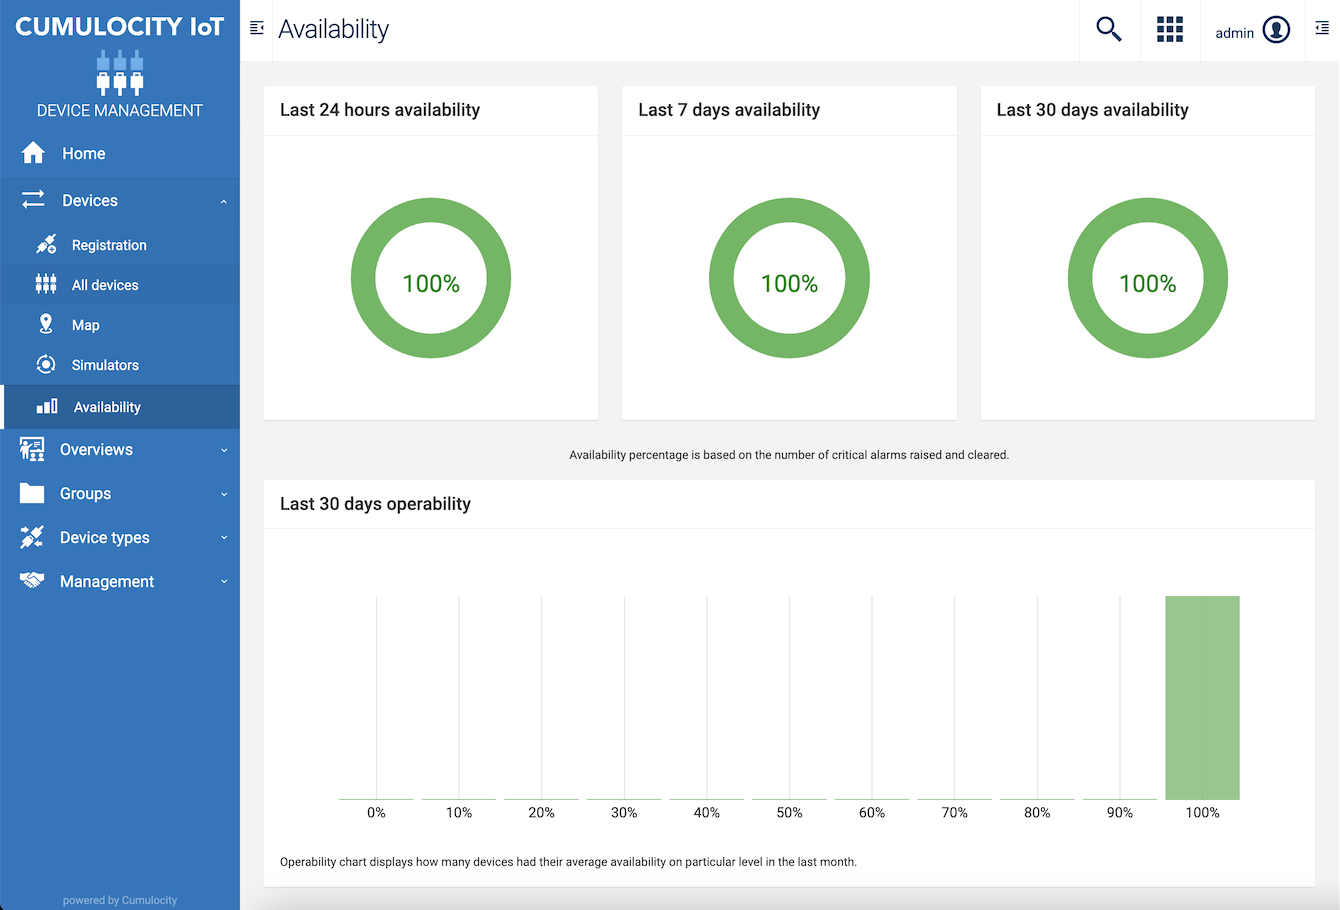 CUMULOCITY IoT
DEVICE MANAGEMENT
Home
Devices
Registration
All devices
Map
Simulators
Availability
Overviews
Groups
Device types
Management
powered by Cumulocity
Availability
admin
Last 24 hours availability
100%
Last 7 days availability
100%
Last 30 days availability
100%
Availability percentage is based on the number of critical alarms raised and cleared.
Last 30 days operability
0% 10% 20% 30% 40% 50% 60% 70% 80% 90% 100%
Operability chart displays how many devices had their average availability on particular level in the last month.